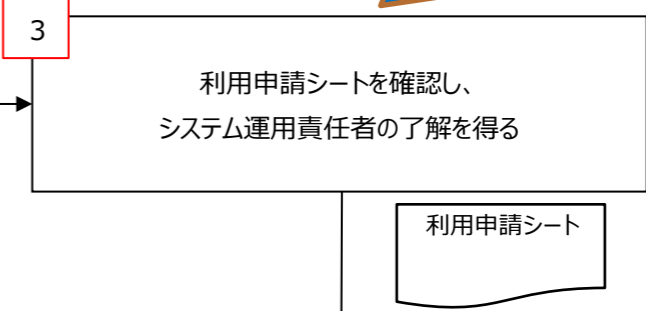 3
利用申請シートを確認し、
システム運用責任者の了解を得る
利用申請シート